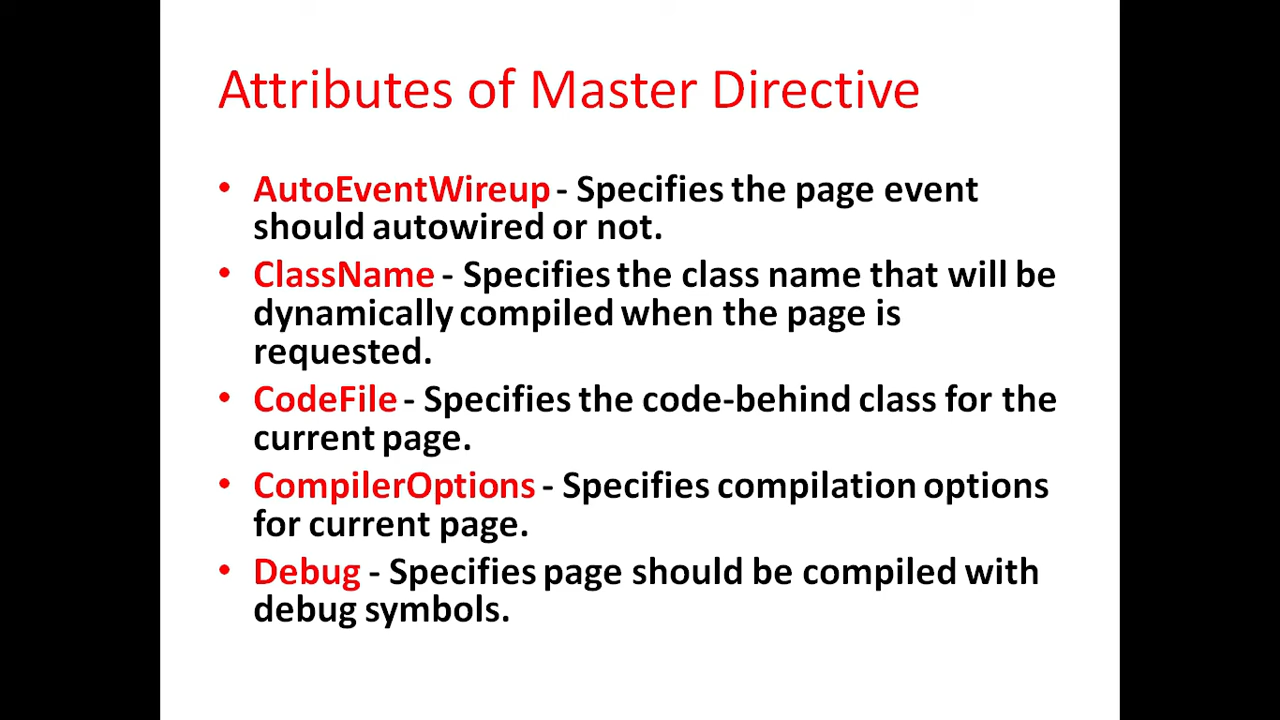 Attributes of Master Directive
• AutoEventWireup - Specifies the page event
should autowired or not.
• ClassName - Specifies the class name that will be
dynamically compiled when the page is
requested.
• CodeFile - Specifies the code-behind class for the
current page.
• CompilerOptions - Specifies compilation options
for current page.
• Debug - Specifies page should be compiled with
debug symbols.